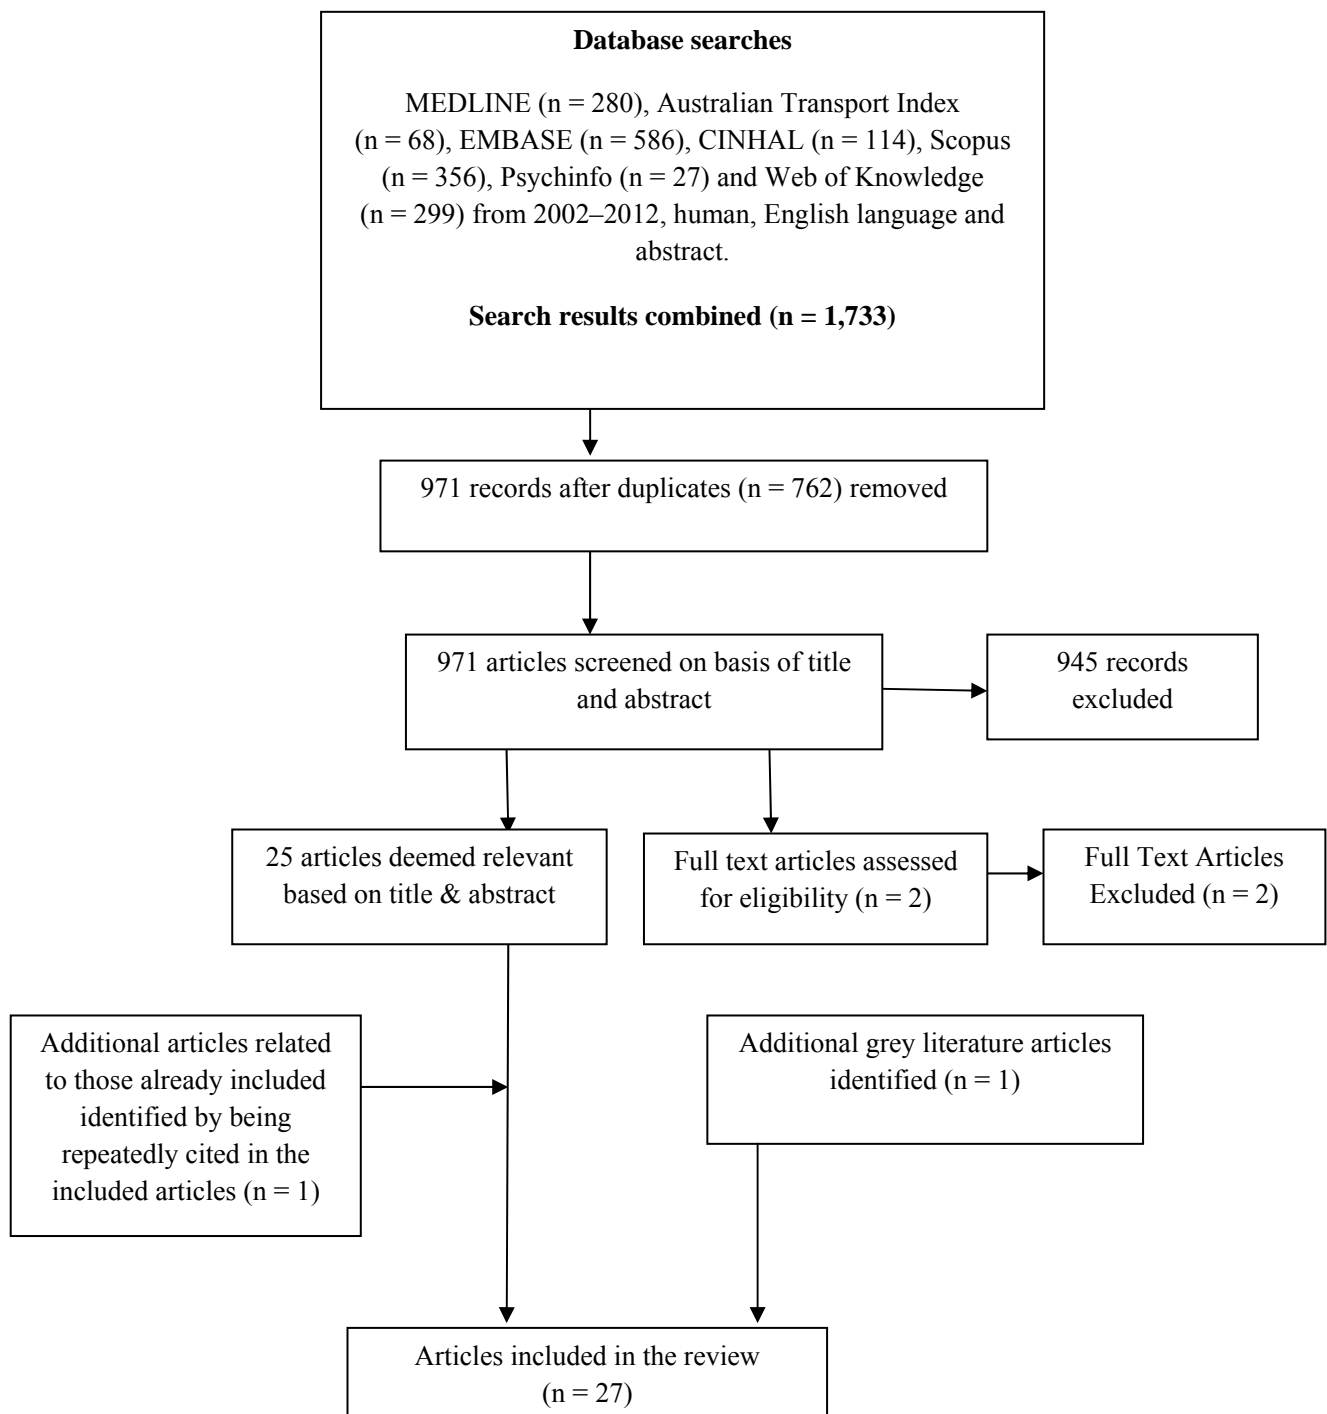 Database searches
MEDLINE (n = 280), Australian Transport Index
(n = 68), EMBASE (n = 586), CINHAL (n = 114), Scopus
(n = 356), Psychinfo (n = 27) and Web of Knowledge
(n = 299) from 2002–2012, human, English language and
abstract.
Search results combined (n = 1,733)
971 records after duplicates (n = 762) removed
971 articles screened on basis of title
and abstract
945 records
excluded
25 articles deemed relevant
based on title & abstract
Full text articles assessed
for eligibility (n = 2)
Full Text Articles
Excluded (n = 2)
Additional articles related
to those already included
identified by being
repeatedly cited in the
included articles (n = 1)
Additional grey literature articles
identified (n = 1)
Articles included in the review
(n = 27)